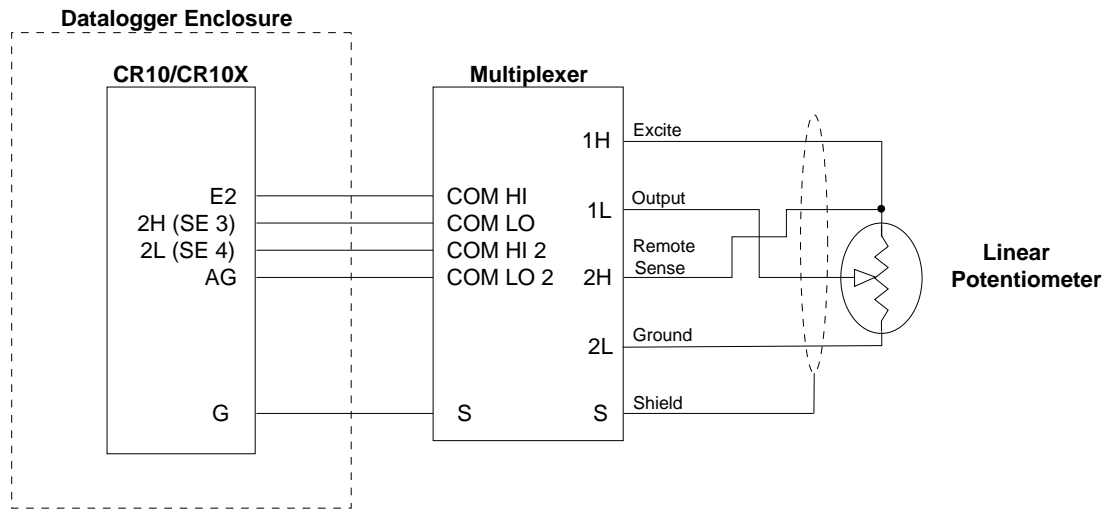 Datalogger Enclosure
CR10/CR10X
Multiplexer
E2
2H (SE 3)
2L (SE 4)
AG
G
COM HI
COM LO
COM HI 2
COM LO 2
S
1H
1L
2H
2L
S
Excite
Output
Remote
Sense
Ground
Shield
Linear
Potentiometer